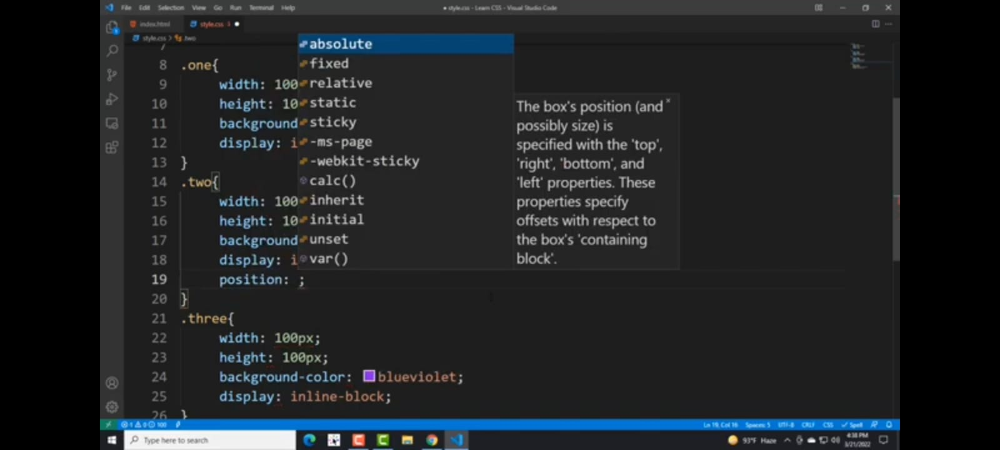 File Edit Selection View Go Run Terminal Help
● style.css - Learn CSS - Visual Studio Code
index.html
style.css 1 ●
style.css > .two
7
8 .one{
9 width: 100
10 height: 10
11 background
12 display: i
13 }
14 .two{
15 width: 100
16 height: 10
17 background
18 display: i
19 position: ;
20 }
21 .three{
22 width: 100px;
23 height: 100px;
24 background-color: blueviolet;
25 display: inline-block;
26 }
absolute
fixed
relative
static
sticky
-ms-page
-webkit-sticky
calc()
inherit
initial
unset
var()
The box's position (and
possibly size) is
specified with the 'top',
'right', 'bottom', and
'left' properties. These
properties specify
offsets with respect to
the box's 'containing
block'.
1 0 100
Ln 19, Col 16 Spaces: 5 UTF-8 CRLF CSS Spell
Type here to search
93°F Haze
4:38 PM
3/21/2022